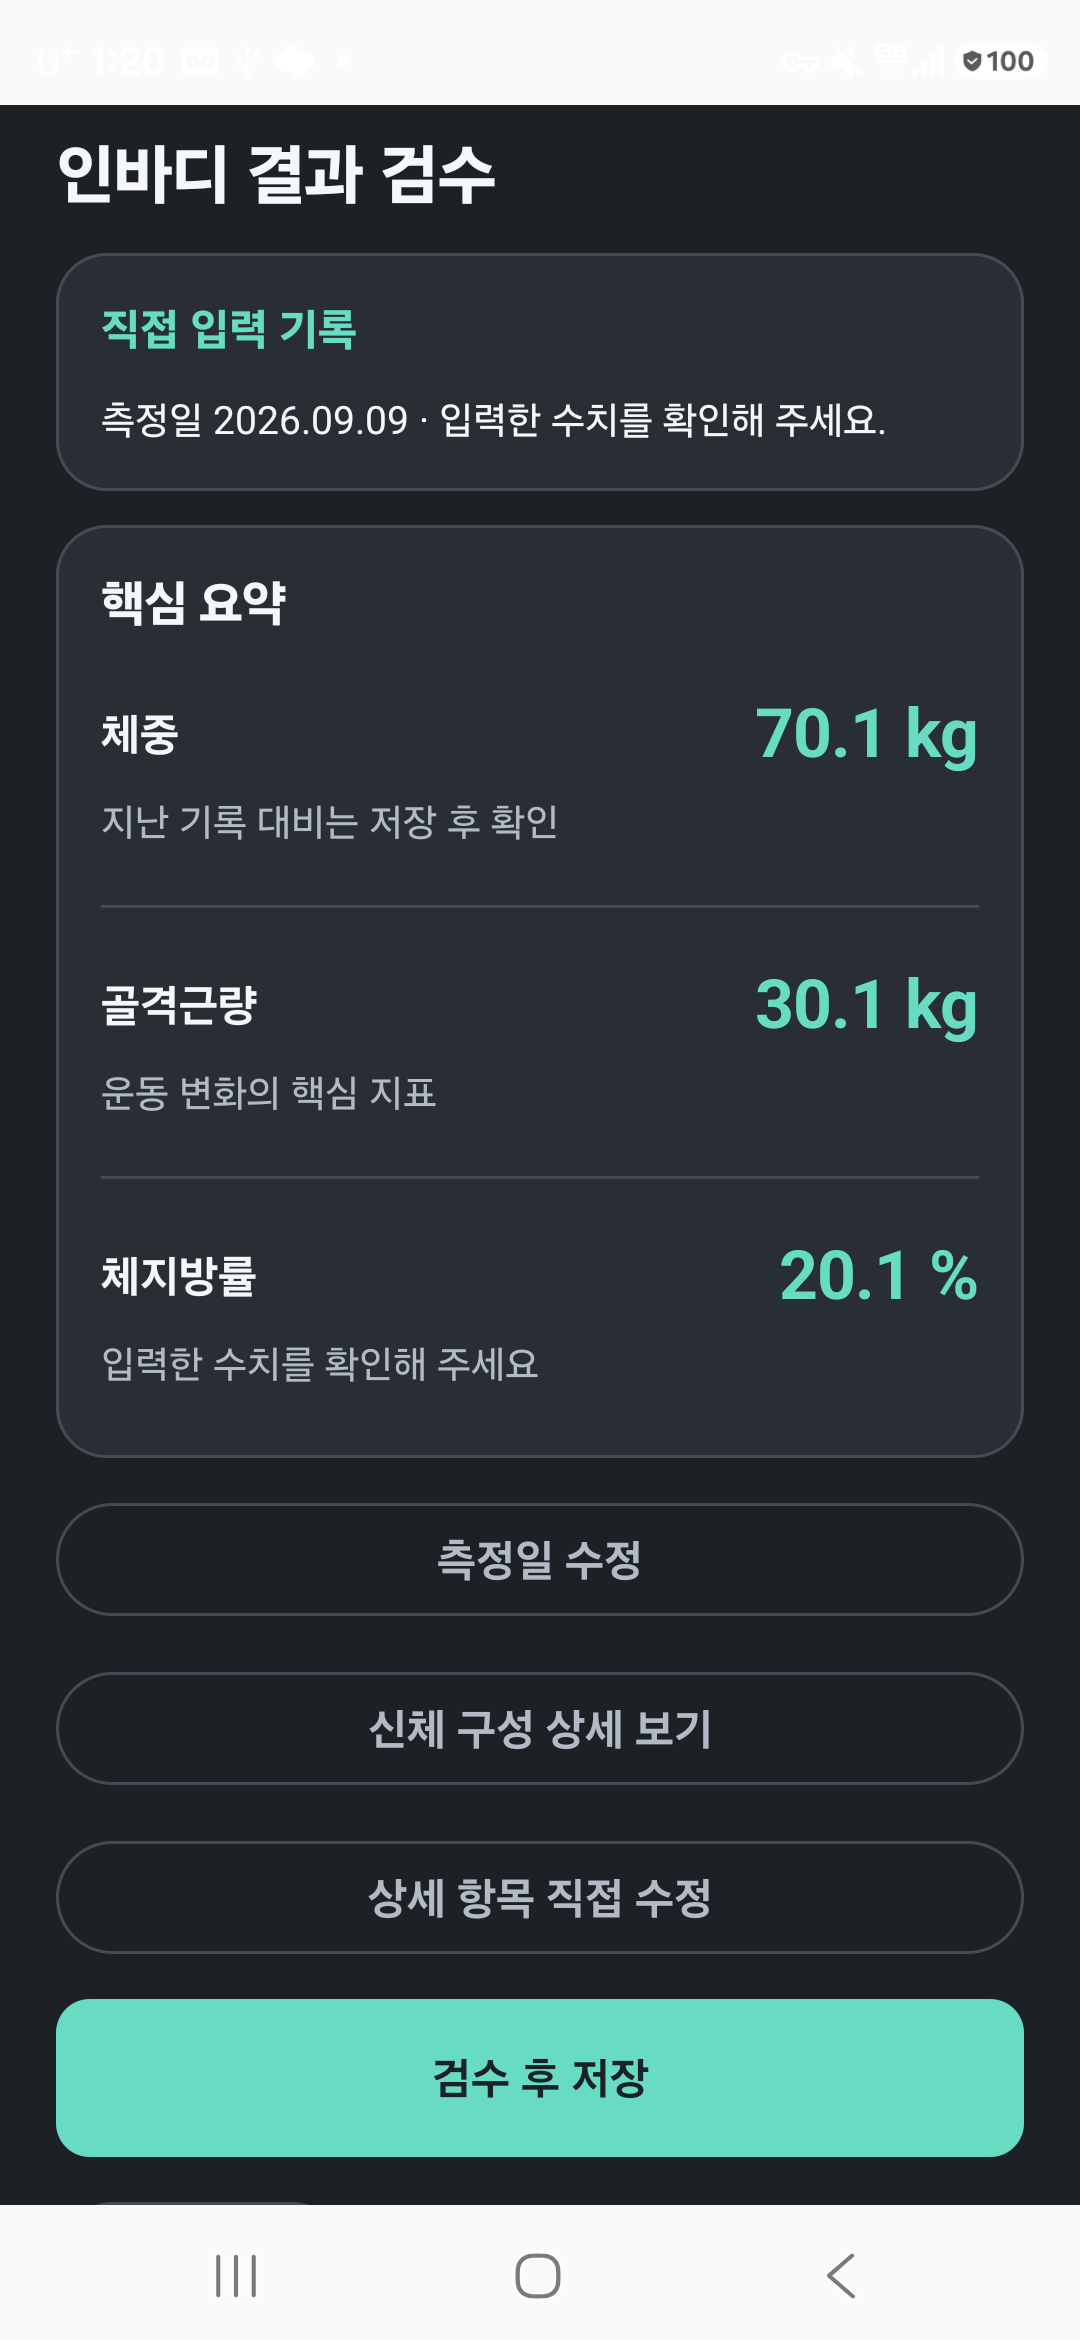 U+ 1:20 5G 100
인바디 결과 검수
직접 입력 기록
측정일 2026.09.09 · 입력한 수치를 확인해 주세요.
핵심 요약
체중 70.1 kg
지난 기록 대비는 저장 후 확인
골격근량 30.1 kg
운동 변화의 핵심 지표
체지방률 20.1 %
입력한 수치를 확인해 주세요
측정일 수정
신체 구성 상세 보기
상세 항목 직접 수정
검수 후 저장